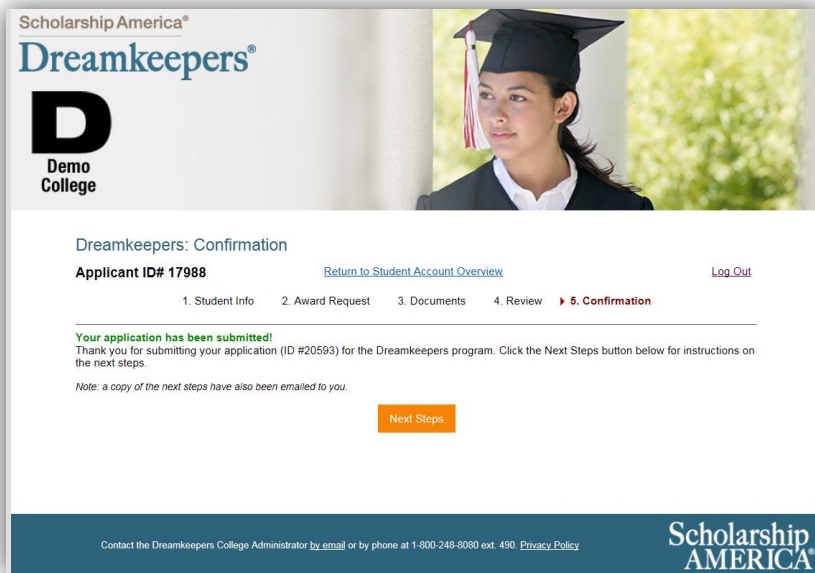 Scholarship America®
Dreamkeepers®
D
Demo
College
Dreamkeepers: Confirmation
Applicant ID# 17988 Return to Student Account Overview Log Out
1. Student Info 2. Award Request 3. Documents 4. Review 5. Confirmation
Your application has been submitted!
Thank you for submitting your application (ID #20593) for the Dreamkeepers program. Click the Next Steps button below for instructions on
the next steps.
Note: a copy of the next steps have also been emailed to you.
Next Steps
Contact the Dreamkeepers College Administrator by email or by phone at 1-800-248-8080 ext. 490. Privacy Policy
Scholarship
AMERICA®